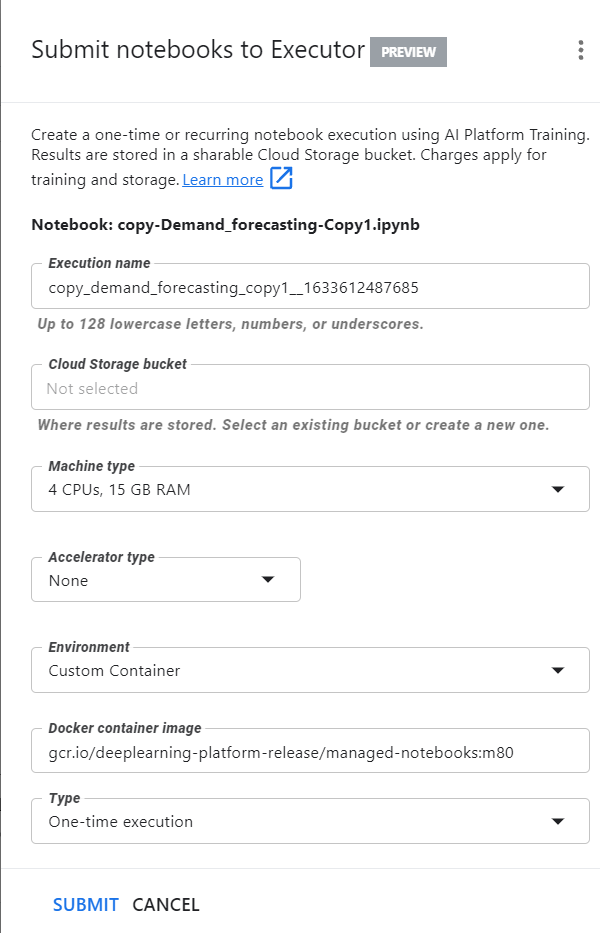 Submit notebooks to Executor PREVIEW
Create a one-time or recurring notebook execution using AI Platform Training.
Results are stored in a sharable Cloud Storage bucket. Charges apply for
training and storage. Learn more
Notebook: copy-Demand_forecasting-Copy1.ipynb
Execution name
copy_demand_forecasting_copy1__1633612487685
Up to 128 lowercase letters, numbers, or underscores.
Cloud Storage bucket
Not selected
Where results are stored. Select an existing bucket or create a new one.
Machine type
4 CPUs, 15 GB RAM
Accelerator type
None
Environment
Custom Container
Docker container image
gcr.io/deeplearning-platform-release/managed-notebooks:m80
Type
One-time execution
SUBMIT CANCEL